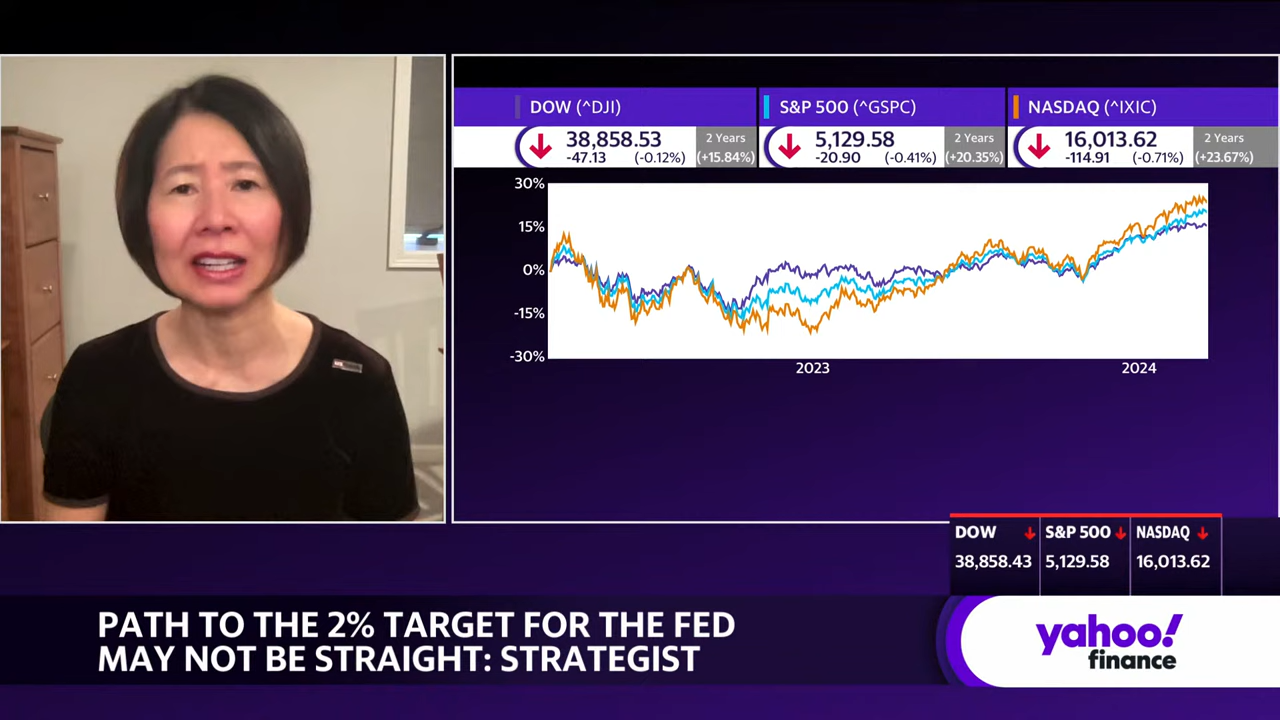 DOW (^DJI)
38,858.53
-47.13 (-0.12%)
2 Years
(+15.84%)
S&P 500 (^GSPC)
5,129.58
-20.90 (-0.41%)
2 Years
(+20.35%)
NASDAQ (^IXIC)
16,013.62
-114.91 (-0.71%)
2 Years
(+23.67%)
30%
15%
0%
-15%
-30%
2023
2024
DOW
38,858.43
S&P 500
5,129.58
NASDAQ
16,013.62
PATH TO THE 2% TARGET FOR THE FED
MAY NOT BE STRAIGHT: STRATEGIST
yahoo!
finance